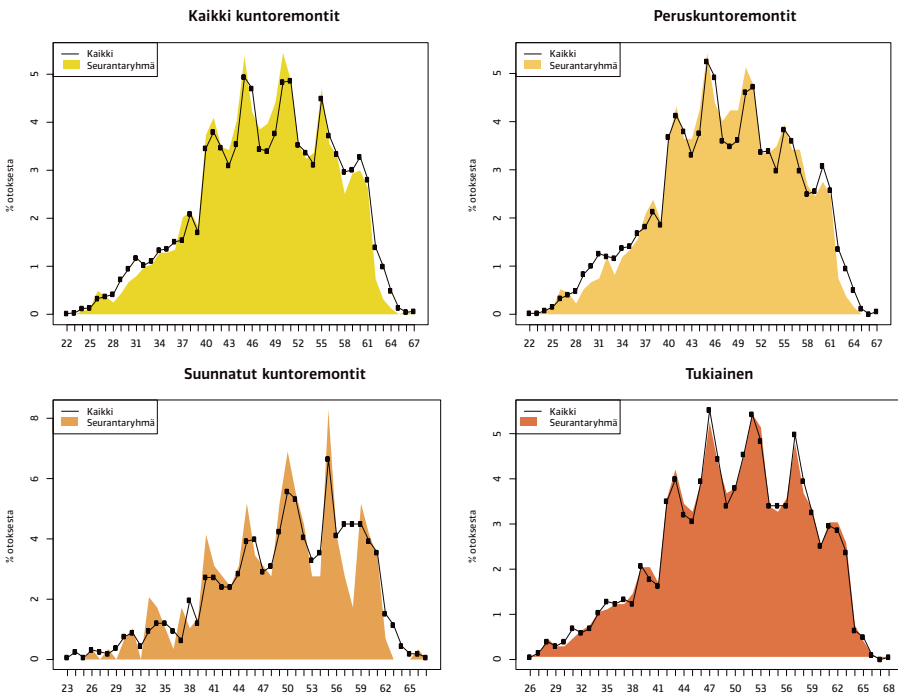 Kaikki kuntoremontit
Kaikki
Seurantaryhmä
% otoksesta
0 1 2 3 4 5
22 25 28 31 34 37 40 43 46 49 52 55 58 61 64 67
Peruskuntoremontit
Kaikki
Seurantaryhmä
% otoksesta
0 1 2 3 4 5
22 25 28 31 34 37 40 43 46 49 52 55 58 61 64 67
Suunnatut kuntoremontit
Kaikki
Seurantaryhmä
% otoksesta
0 2 4 6 8
23 26 29 32 35 38 41 44 47 50 53 56 59 62 65
Tukiainen
Kaikki
Seurantaryhmä
% otoksesta
0 1 2 3 4 5
26 29 32 35 38 41 44 47 50 53 56 59 62 65 68